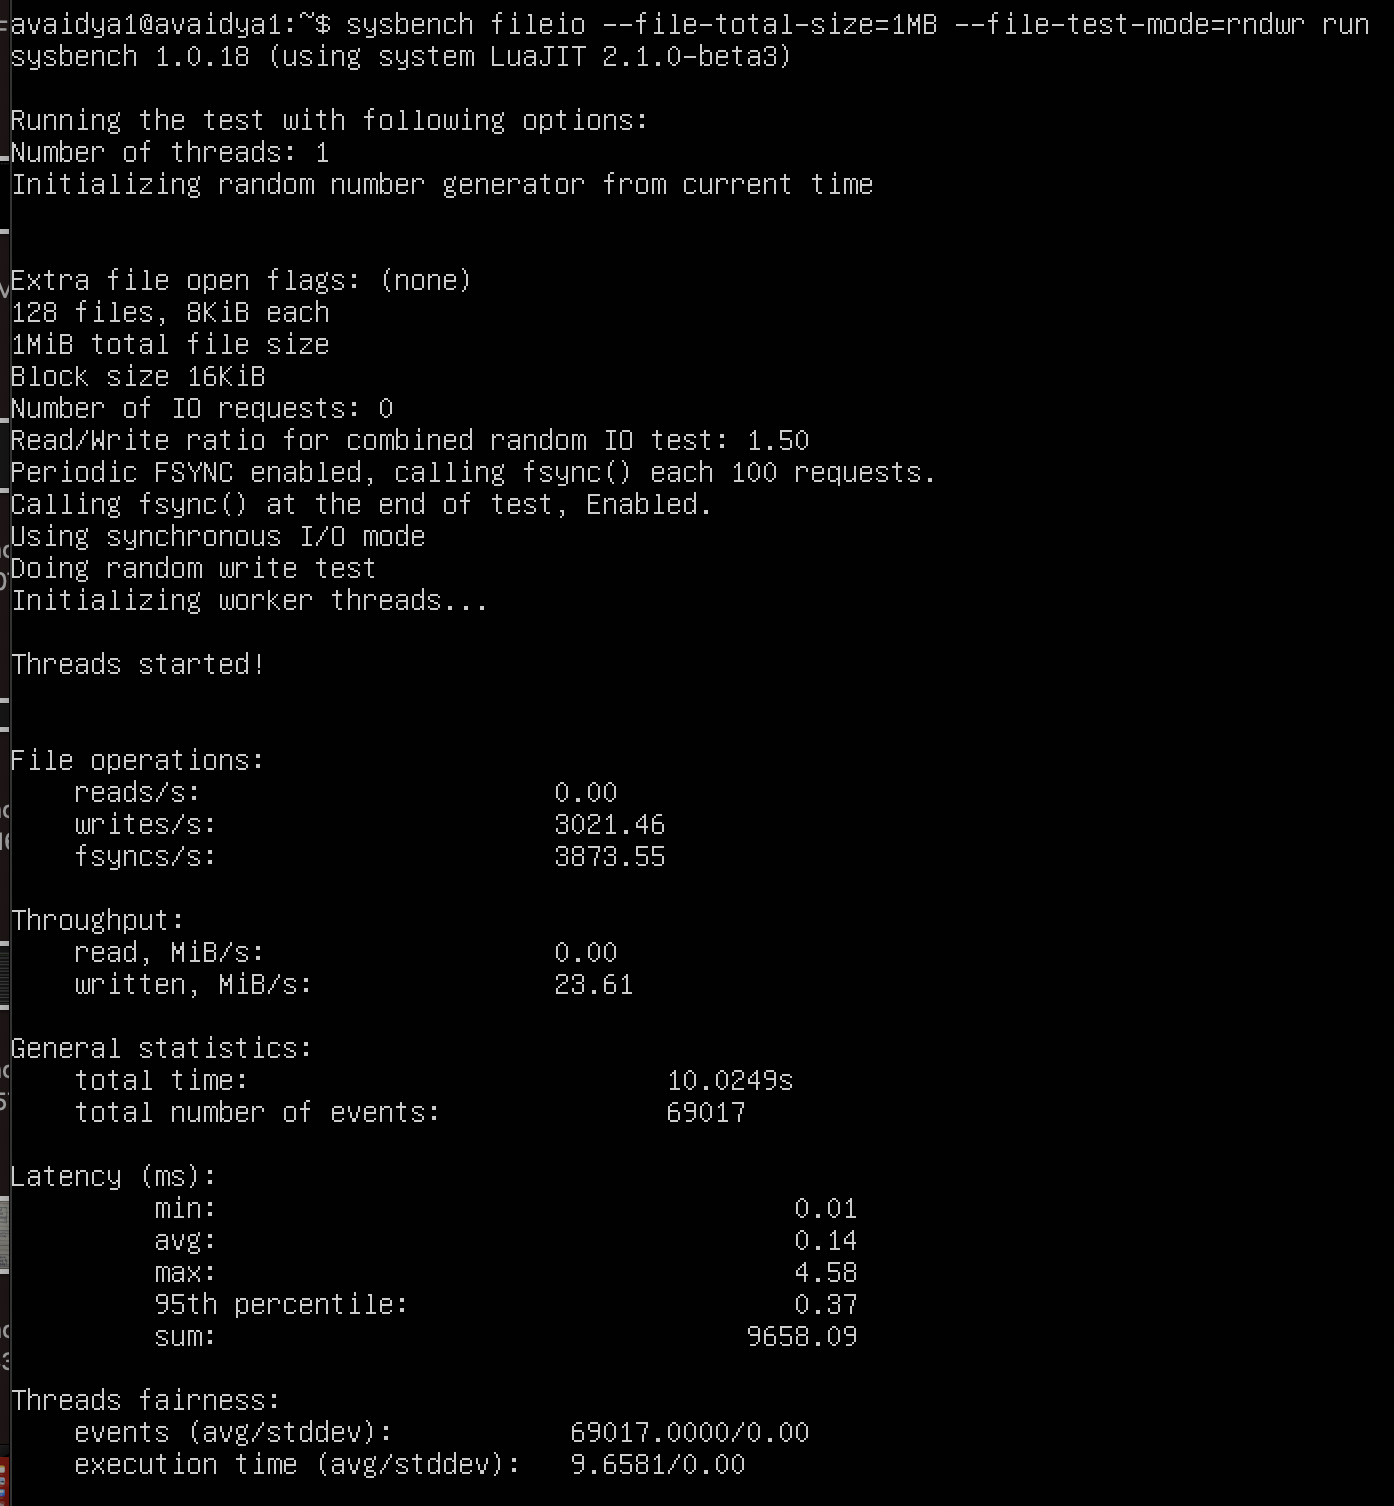 avaidya1@avaidya1:~$ sysbench fileio --file-total-size=1MB --file-test-mode=rndwr run
sysbench 1.0.18 (using system LuaJIT 2.1.0-beta3)
Running the test with following options:
Number of threads: 1
Initializing random number generator from current time
Extra file open flags: (none)
128 files, 8KiB each
1MiB total file size
Block size 16KiB
Number of IO requests: 0
Read/Write ratio for combined random IO test: 1.50
Periodic FSYNC enabled, calling fsync() each 100 requests.
Calling fsync() at the end of test, Enabled.
Using synchronous I/O mode
Doing random write test
Initializing worker threads...
Threads started!
File operations:
reads/s: 0.00
writes/s: 3021.46
fsyncs/s: 3873.55
Throughput:
read, MiB/s: 0.00
written, MiB/s: 23.61
General statistics:
total time: 10.0249s
total number of events: 69017
Latency (ms):
min: 0.01
avg: 0.14
max: 4.58
95th percentile: 0.37
sum: 9658.09
Threads fairness:
events (avg/stddev): 69017.0000/0.00
execution time (avg/stddev): 9.6581/0.00